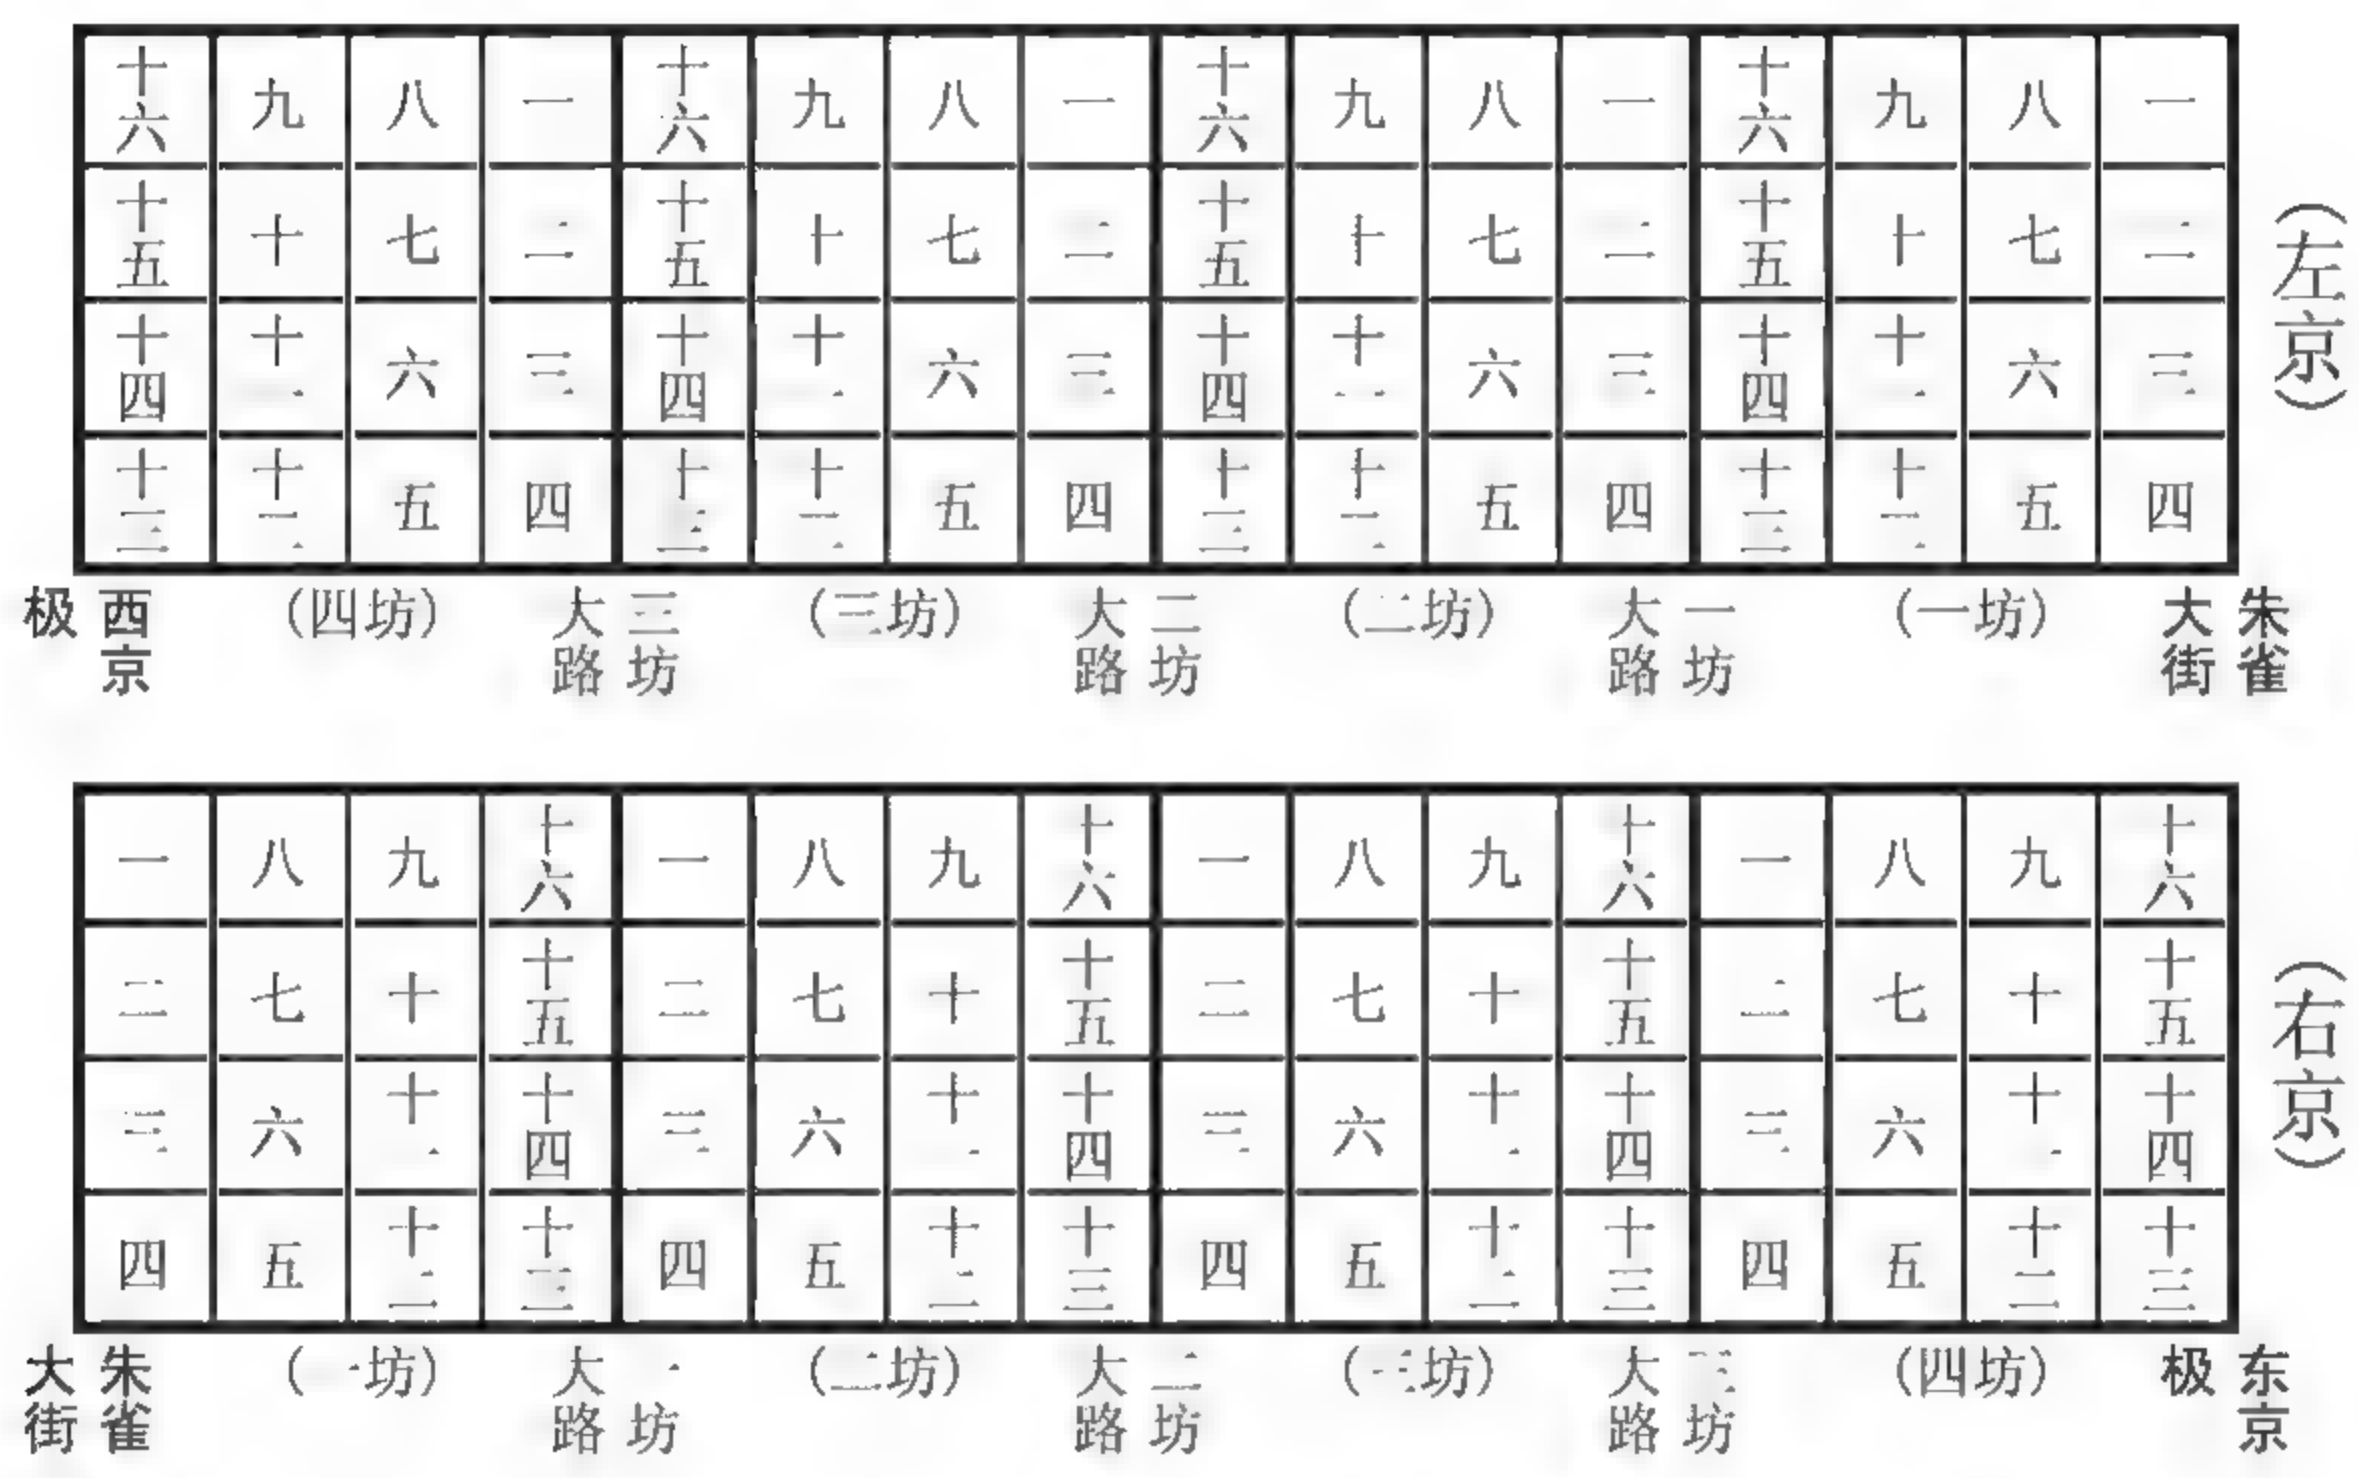 十六 九 八 一 十六 九 八 一 十六 九 八 一 十六 九 八 一
十五 十 七 二 十五 十 七 二 十五 十 七 二 十五 十 七 二
十四 十一 六 三 十四 十一 六 三 十四 十一 六 三 十四 十一 六 三
十三 十二 五 四 十三 十二 五 四 十三 十二 五 四 十三 十二 五 四
(左京)
西京极 (四坊) 三坊大路 (三坊) 二坊大路 (二坊) 一坊大路 (一坊) 朱雀大街
一 八 九 十六 一 八 九 十六 一 八 九 十六 一 八 九 十六
二 七 十 十五 二 七 十 十五 二 七 十 十五 二 七 十 十五
三 六 十一 十四 三 六 十一 十四 三 六 十一 十四 三 六 十一 十四
四 五 十二 十三 四 五 十二 十三 四 五 十二 十三 四 五 十二 十三
(右京)
朱雀大街 (一坊) 一坊大路 (二坊) 二坊大路 (三坊) 三坊大路 (四坊) 东京极